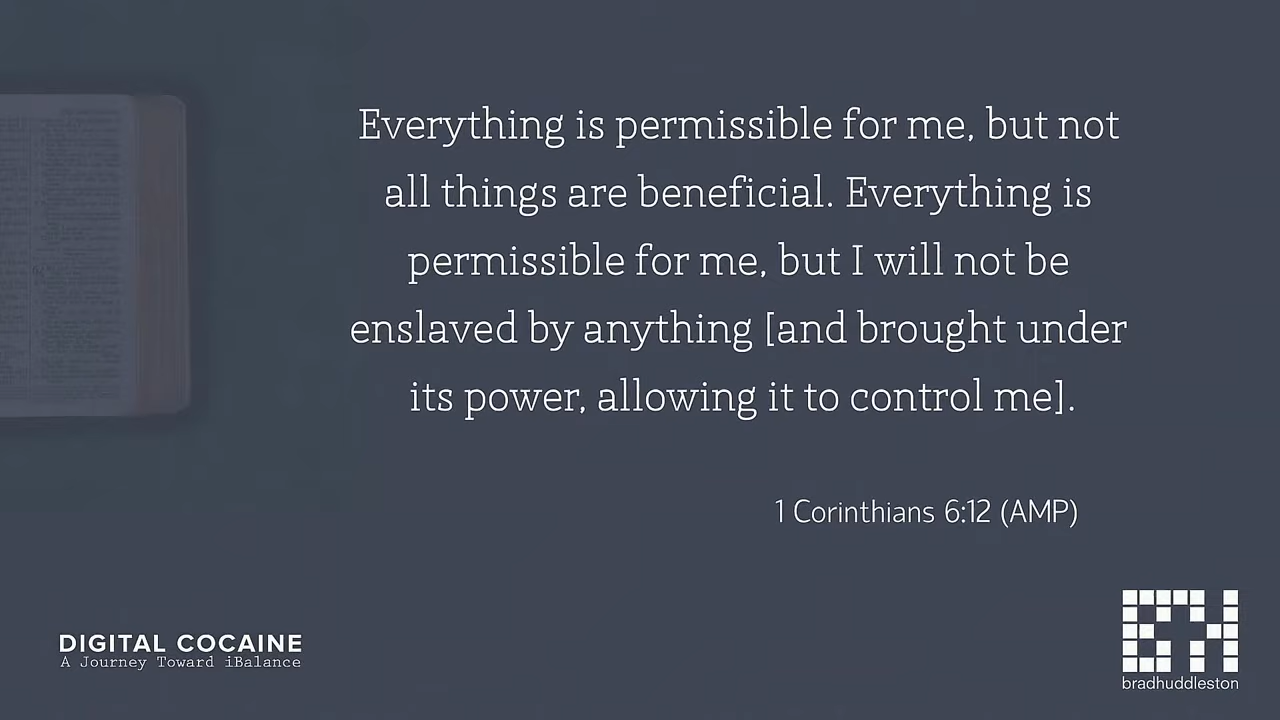 Everything is permissible for me, but not
all things are beneficial. Everything is
permissible for me, but I will not be
enslaved by anything [and brought under
its power, allowing it to control me].
1 Corinthians 6:12 (AMP)
DIGITAL COCAINE
A Journey Toward iBalance
bradhuddleston